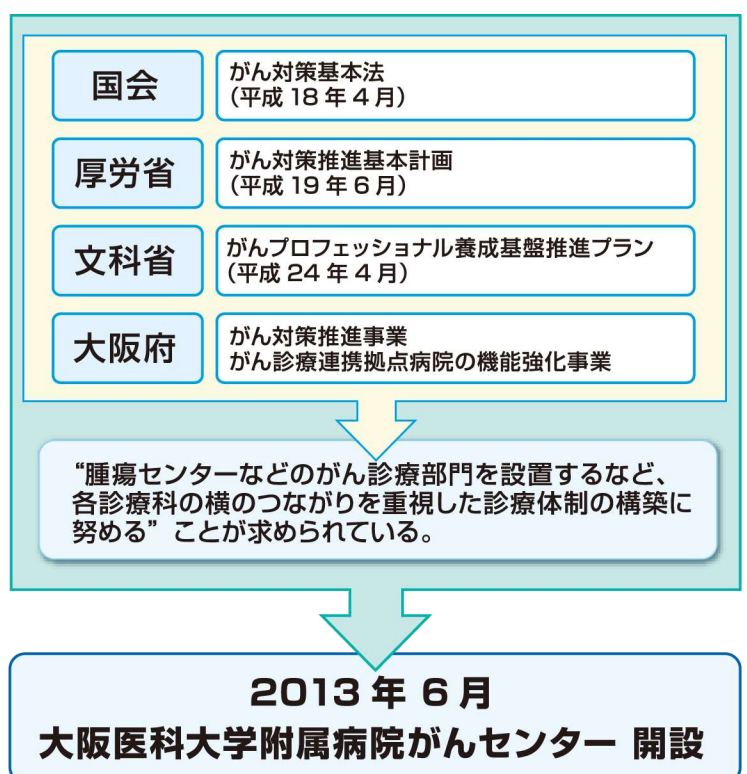 国会
がん対策基本法
（平成 18 年 4 月）
厚労省
がん対策推進基本計画
（平成 19 年 6 月）
文科省
がんプロフェッショナル養成基盤推進プラン
（平成 24 年 4 月）
大阪府
がん対策推進事業
がん診療連携拠点病院の機能強化事業
“腫瘍センターなどのがん診療部門を設置するなど、
各診療科の横のつながりを重視した診療体制の構築に
努める”ことが求められている。
2013 年 6 月
大阪医科大学附属病院がんセンター 開設